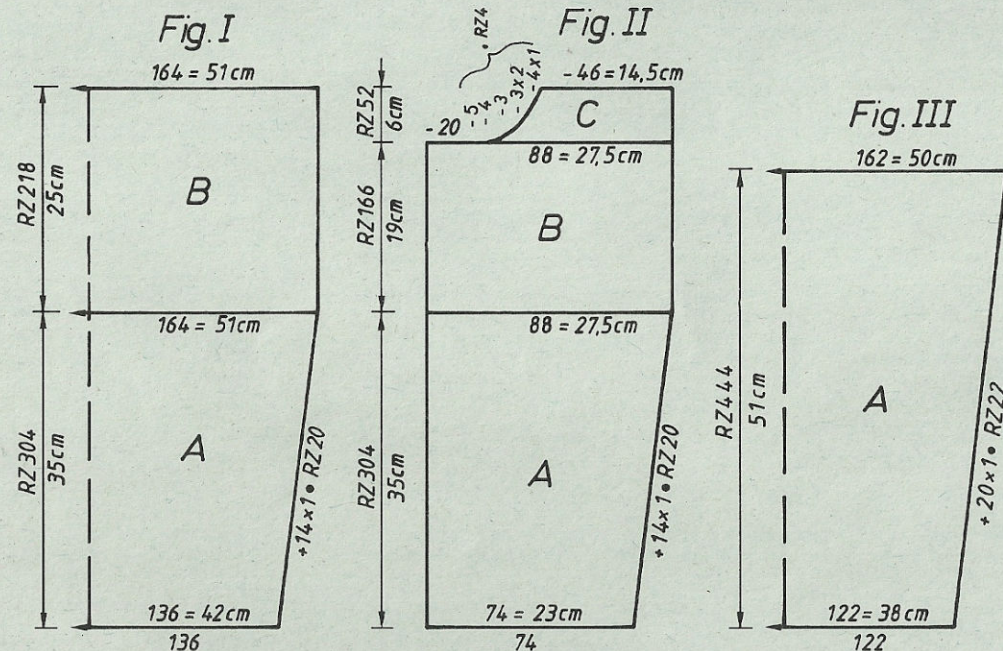 Fig. I
164 = 51cm
RZ218
25cm
B
164 = 51cm
RZ304
35cm
A
+14x1 • RZ20
136 = 42cm
136
Fig. II
. RZ4
- 46 = 14,5cm
RZ52
6cm
- 20
- 5
- 4
- 3
- 3x2
- 4x1
C
88 = 27,5cm
RZ166
19cm
B
88 = 27,5cm
RZ304
35cm
A
+14x1 • RZ20
74 = 23cm
74
Fig. III
162 = 50cm
RZ444
51cm
A
+ 20x1 • RZ22
122 = 38cm
122